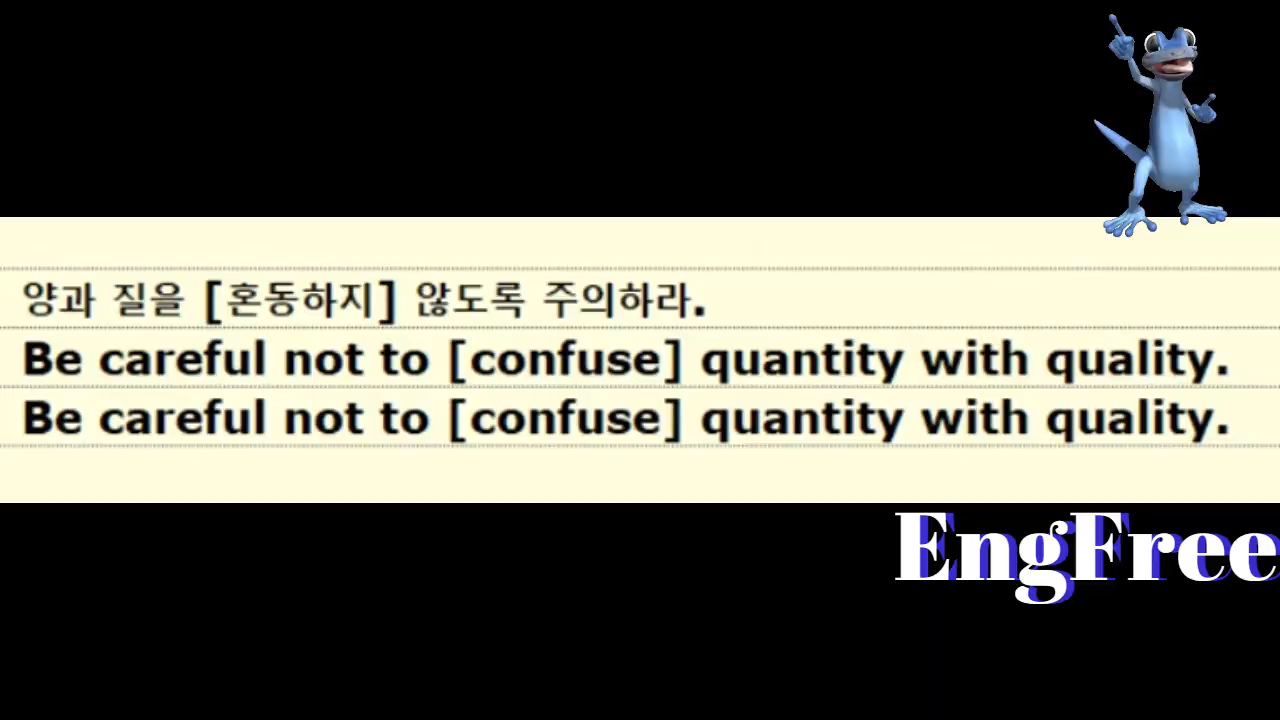 양과 질을 [혼동하지] 않도록 주의하라.
Be careful not to [confuse] quantity with quality.
Be careful not to [confuse] quantity with quality.
EngFree